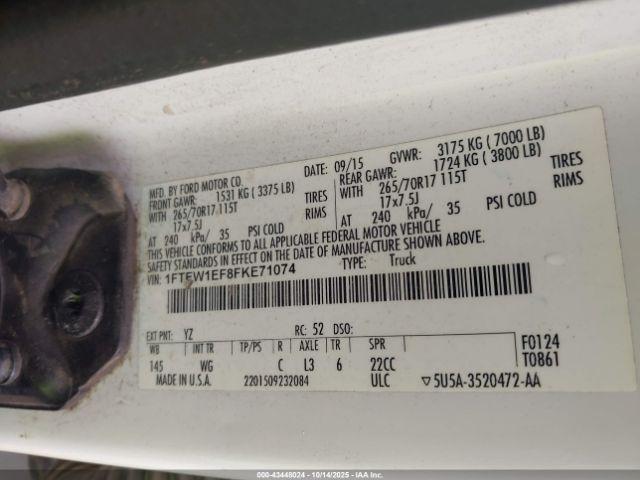 MFD. BY FORD MOTOR CO.
DATE: 09/15 GVWR: 3175 KG ( 7000 LB)
FRONT GAWR: 1531 KG ( 3375 LB)
REAR GAWR: 1724 KG ( 3800 LB)
WITH 265/70R17 115T TIRES
265/70R17 115T TIRES
WITH
17x7.5J RIMS
17x7.5J RIMS
AT 240 kPa/ 35 PSI COLD
AT 240 kPa/ 35 PSI COLD
THIS VEHICLE CONFORMS TO ALL APPLICABLE FEDERAL MOTOR VEHICLE
SAFETY STANDARDS IN EFFECT ON THE DATE OF MANUFACTURE SHOWN ABOVE.
VIN: 1FTEW1EF8FKE71074 TYPE: Truck
EXT PNT: YZ RC: 52 DSO:
WB INT TR TP/PS R AXLE TR SPR
145 WG C L3 6 22CC
F0124
T0861
MADE IN U.S.A. 2201509232084 ULC ▽5U5A-3520472-AA
000-43448024 - 10/14/2025 - IAAI.COM